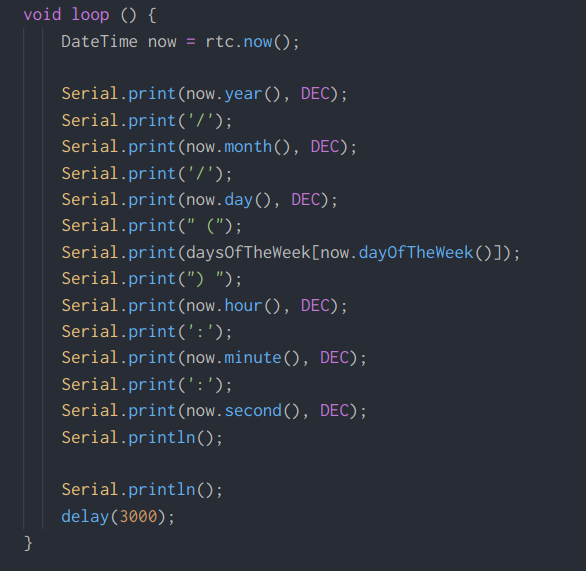 void loop () {
DateTime now = rtc.now();
Serial.print(now.year(), DEC);
Serial.print('/');
Serial.print(now.month(), DEC);
Serial.print('/');
Serial.print(now.day(), DEC);
Serial.print(" (");
Serial.print(daysOfTheWeek[now.dayOfTheWeek()]);
Serial.print(") ");
Serial.print(now.hour(), DEC);
Serial.print(':');
Serial.print(now.minute(), DEC);
Serial.print(':');
Serial.print(now.second(), DEC);
Serial.println();
Serial.println();
delay(3000);
}